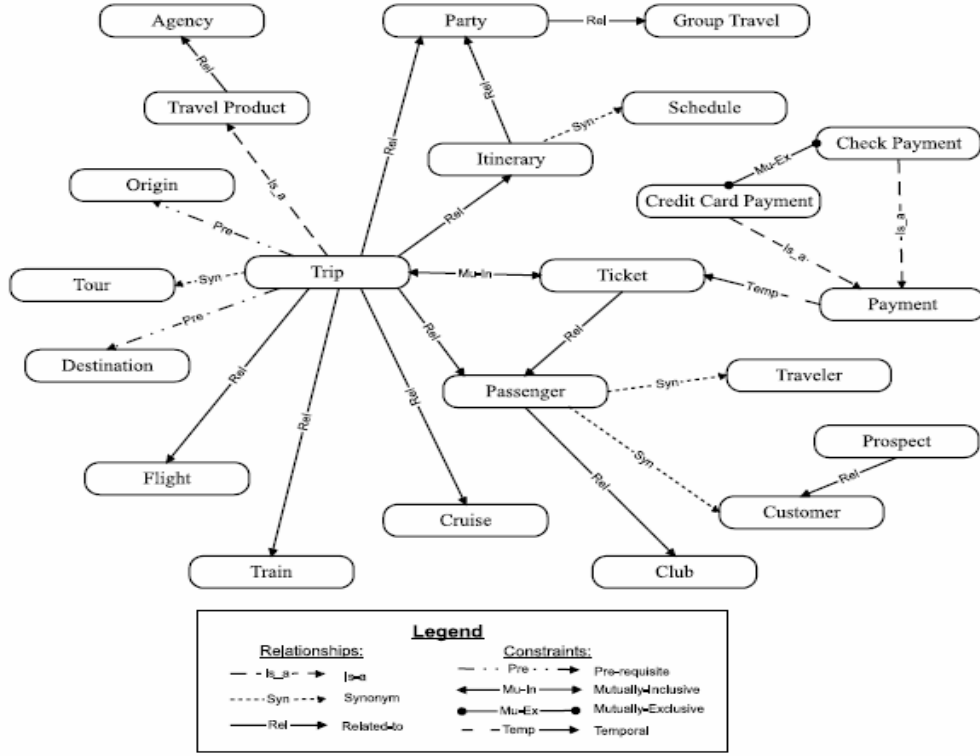 Agency
Party
Rel
Group Travel
Rel
Travel Product
Rel
Rel
Syn
Schedule
Itinerary
Mu-Ex
Check Payment
Is_a
Origin
Pre
Rel
Credit Card Payment
Is_a
Is_a
Tour
Syn
Trip
Mu-In
Ticket
Temp
Payment
Pre
Destination
Rel
Rel
Rel
Passenger
Syn
Traveler
Rel
Rel
Syn
Prospect
Rel
Flight
Rel
Rel
Cruise
Customer
Train
Club
Legend
Relationships:
Constraints:
Is_a
Is-a
Pre
Pre-requisite
Syn
Synonym
Mu-In
Mutually-Inclusive
Mu-Ex
Mutually-Exclusive
Rel
Related-to
Temp
Temporal